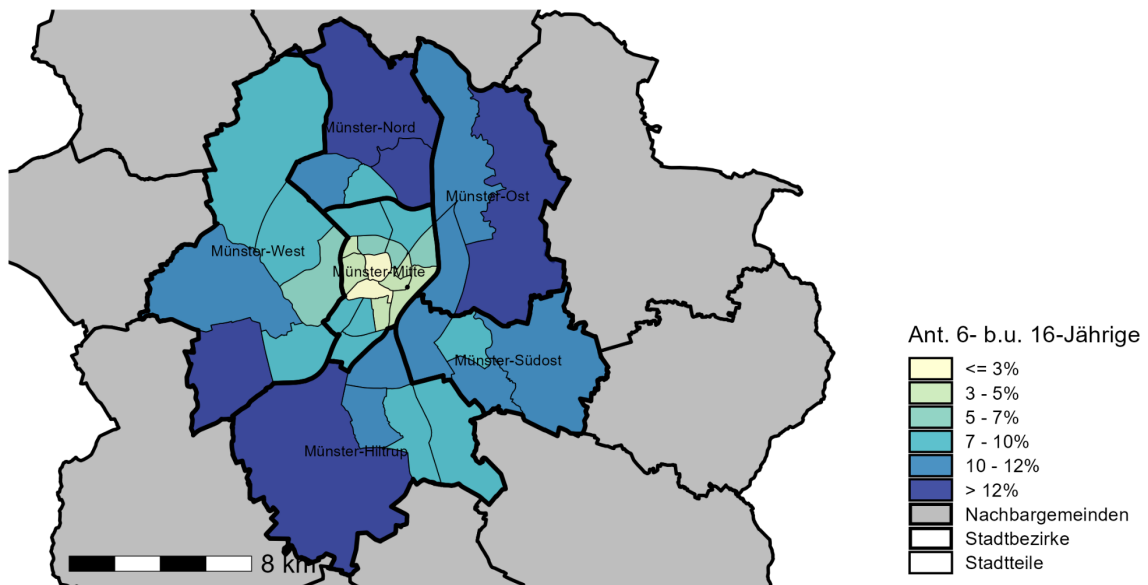 Münster-Nord
Münster-Ost
Münster-West
Münster-Mitte
Münster-Südost
Münster-Hiltrup
8 km
Ant. 6- b.u. 16-Jährige
<= 3%
3 - 5%
5 - 7%
7 - 10%
10 - 12%
> 12%
Nachbargemeinden
Stadtbezirke
Stadtteile